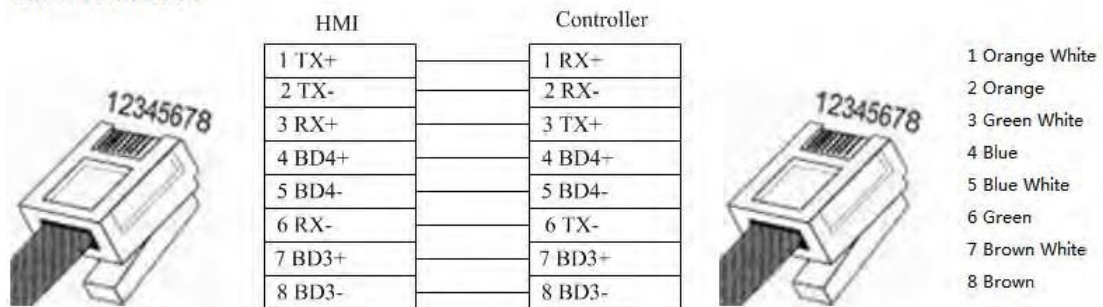 HMI
Controller
1 TX+
1 RX+
2 TX-
2 RX-
3 RX+
3 TX+
4 BD4+
4 BD4+
5 BD4-
5 BD4-
6 RX-
6 TX-
7 BD3+
7 BD3+
8 BD3-
8 BD3-
12345678
12345678
1 Orange White
2 Orange
3 Green White
4 Blue
5 Blue White
6 Green
7 Brown White
8 Brown